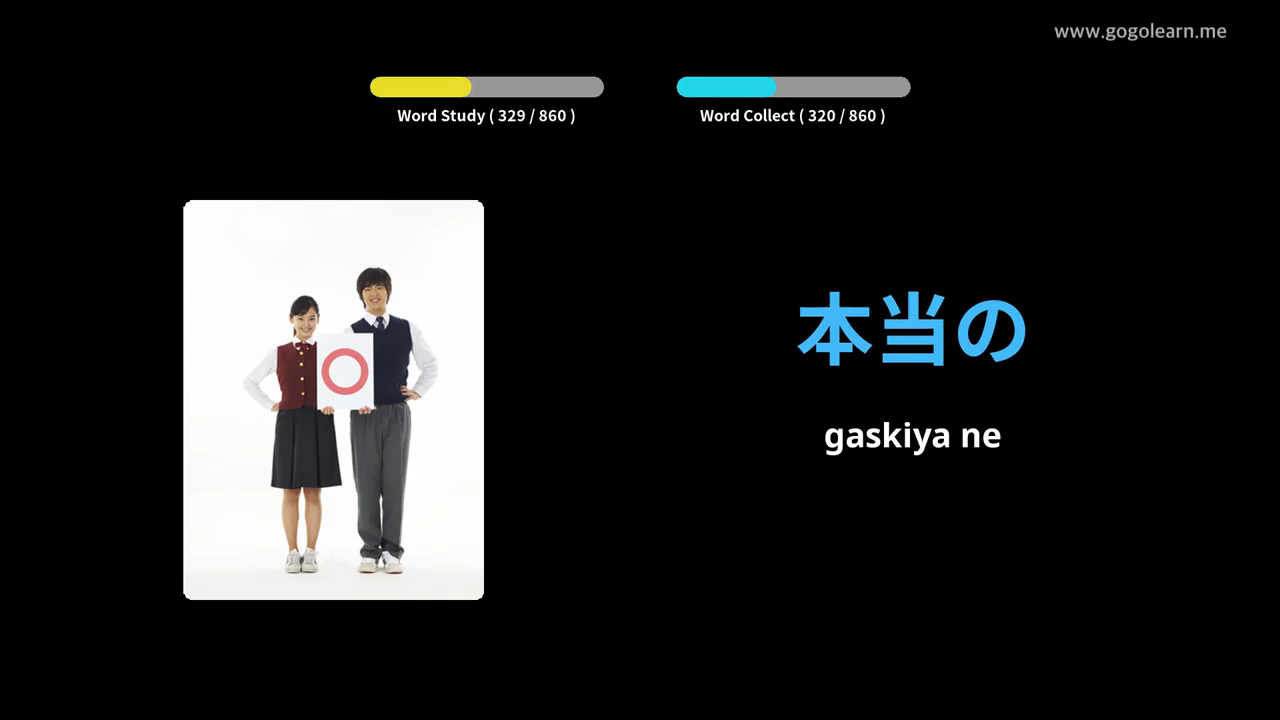 www.gogolearn.me
Word Study ( 329 / 860 )
Word Collect ( 320 / 860 )
本当の
gaskiya ne